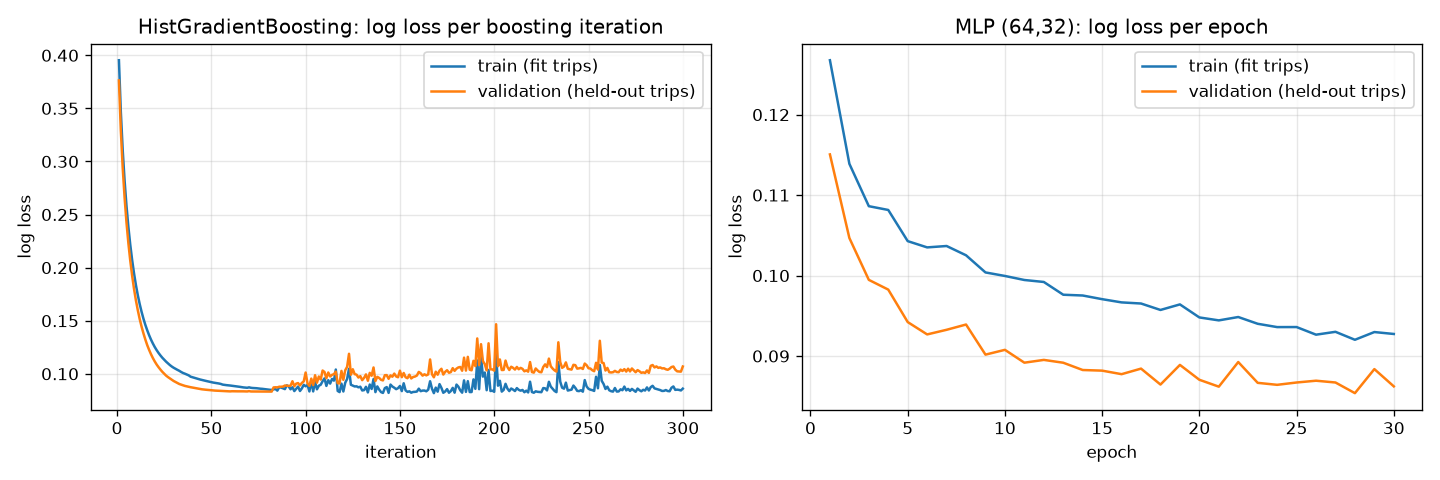 HistGradientBoosting: log loss per boosting iteration
train (fit trips)
validation (held-out trips)
log loss
0.40
0.35
0.30
0.25
0.20
0.15
0.10
0
50
100
150
200
250
300
iteration
MLP (64,32): log loss per epoch
train (fit trips)
validation (held-out trips)
log loss
0.12
0.11
0.10
0.09
0
5
10
15
20
25
30
epoch